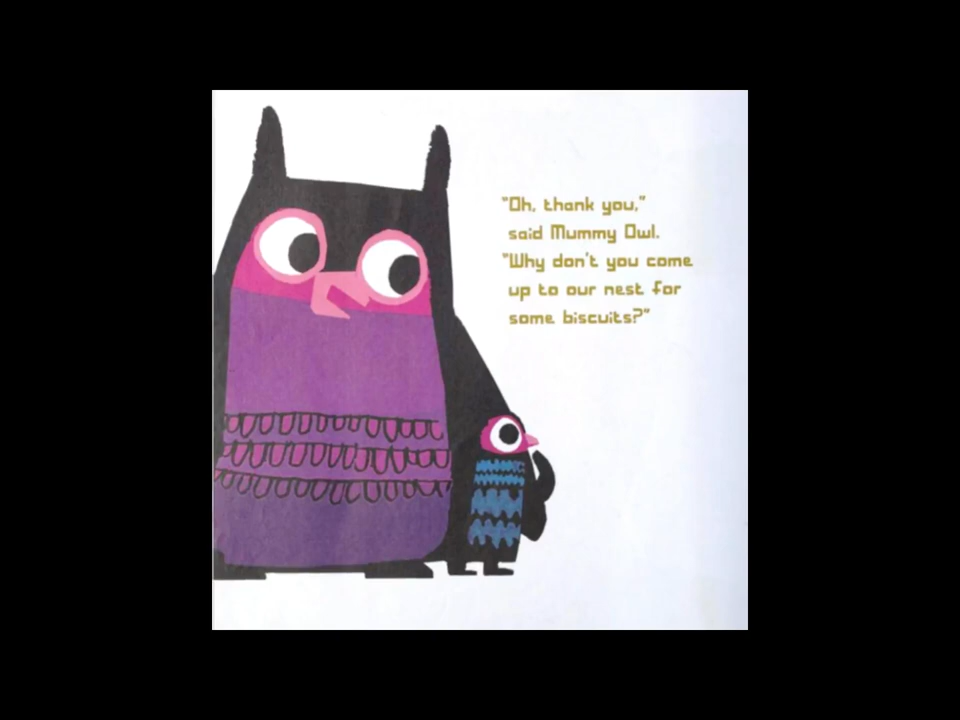 "Oh, thank you,"
said Mummy Owl.
"Why don't you come
up to our nest for
some biscuits?"